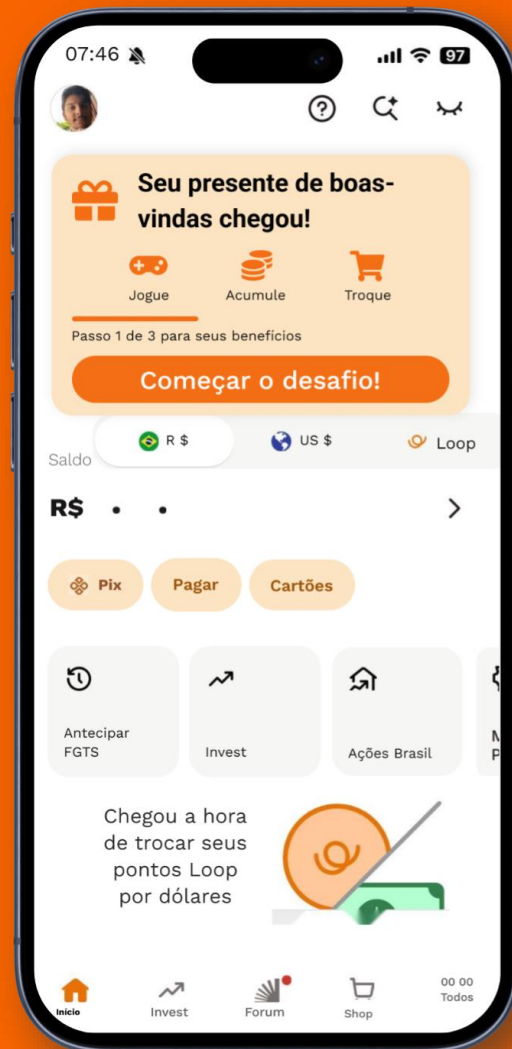 07:46
97
Seu presente de boas-
vindas chegou!
Jogue Acumule Troque
Passo 1 de 3 para seus benefícios
Começar o desafio!
Saldo R $ US $ Loop
R$ • •
Pix Pagar Cartões
Antecipar
FGTS
Invest
Ações Brasil
Chegou a hora
de trocar seus
pontos Loop
por dólares
Início Invest Forum Shop
00 00
Todos